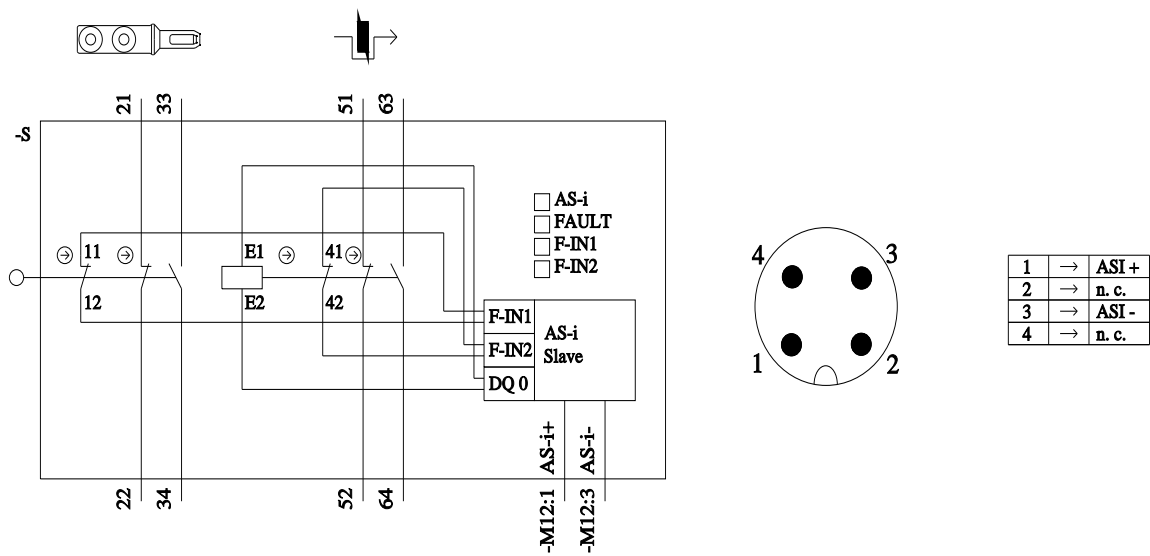 21 33 51 63
-S
AS-i
FAULT
F-IN1
F-IN2
11 E1 41
12 E2 42
F-IN1
F-IN2
DQ 0
AS-i
Slave
22 34 52 64
-M12:1 AS-i+
-M12:3 AS-i-
4 3
1 2
1 → ASI +
2 → n. c.
3 → ASI -
4 → n. c.